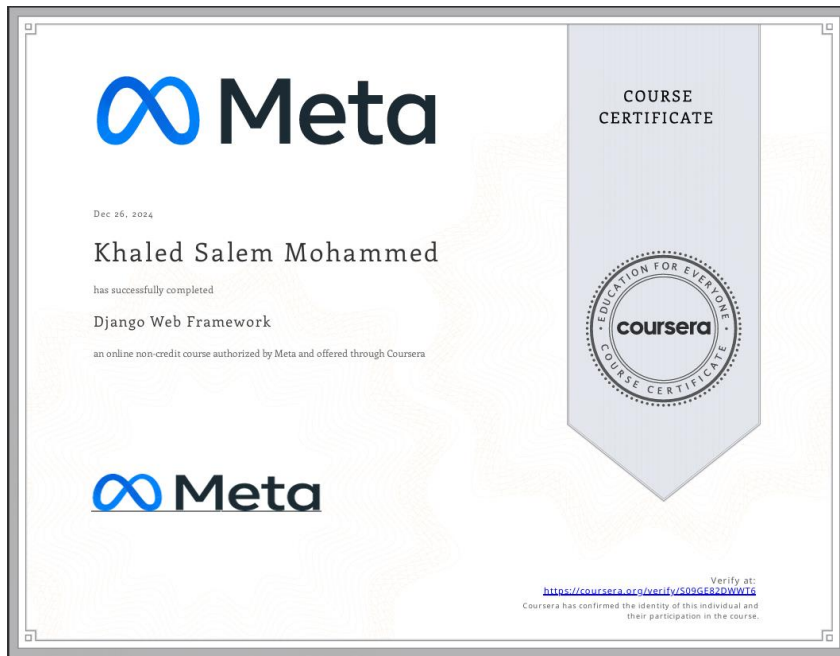 Meta
COURSE
CERTIFICATE
Dec 26, 2024
Khaled Salem Mohammed
has successfully completed
Django Web Framework
an online non-credit course authorized by Meta and offered through Coursera
EDUCATION FOR EVERYONE
coursera
COURSE CERTIFICATE
Meta
Verify at:
https://coursera.org/verify/S09GE82DWWT6
Coursera has confirmed the identity of this individual and
their participation in the course.